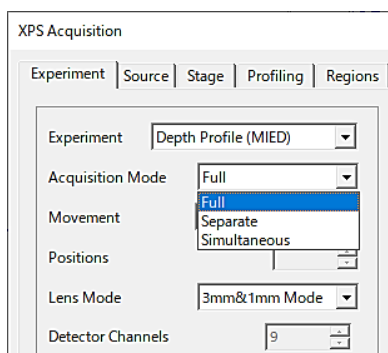 XPS Acquisition
Experiment Source Stage Profiling Regions
Experiment Depth Profile (MIED)
Acquisition Mode Full
Full
Movement
Separate
Simultaneous
Positions
Lens Mode 3mm&1mm Mode
Detector Channels 9